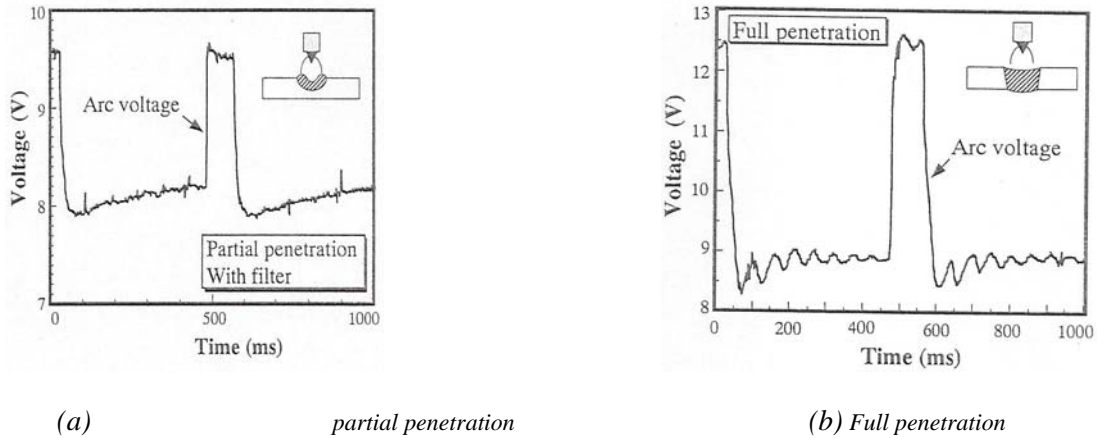 10
9
8
7
Voltage (V)
Arc voltage
Partial penetration
With filter
0
500
1000
Time (ms)
13
12
11
10
9
8
Voltage (V)
Full penetration
Arc voltage
0
200
400
600
800
1000
Time (ms)
(a) partial penetration
(b) Full penetration